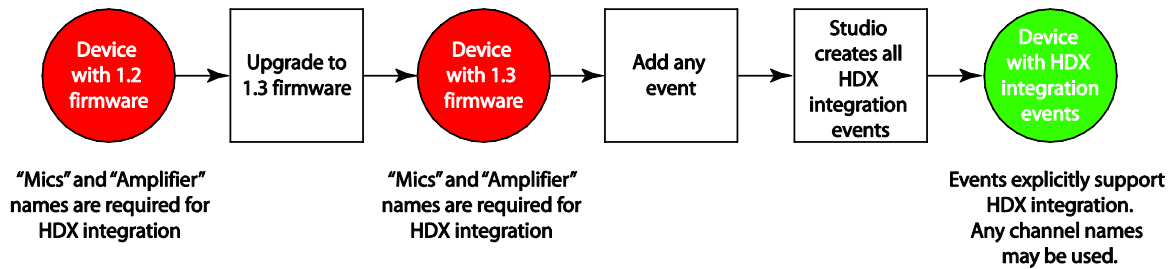 Device
with 1.2
firmware
Upgrade to
1.3 firmware
Device
with 1.3
firmware
Add any
event
Studio
creates all
HDX
integration
events
Device
with HDX
integration
events
“Mics” and “Amplifier”
names are required for
HDX integration
“Mics” and “Amplifier”
names are required for
HDX integration
Events explicitly support
HDX integration.
Any channel names
may be used.